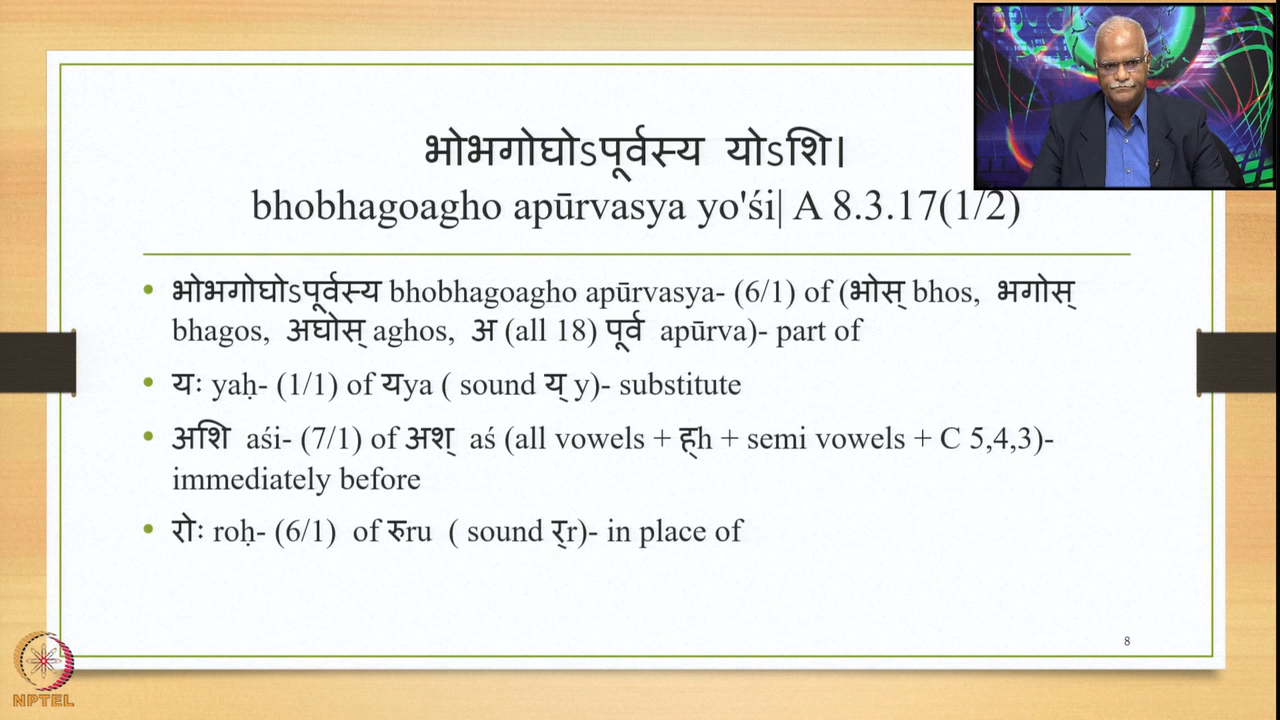 भोभगोघोऽपूर्वस्य योऽशि।
bhobhagoagho apūrvasya yo'śi| A 8.3.17(1/2)
• भोभगोघोऽपूर्वस्य bhobhagoagho apūrvasya- (6/1) of (भोस् bhos, भगोस्
bhagos, अघोस् aghos, अ (all 18) पूर्व apūrva)- part of
• यः yaḥ- (1/1) of यya ( sound य् y)- substitute
• अशि aśi- (7/1) of अश् aś (all vowels + ह्h + semi vowels + C 5,4,3)-
immediately before
• रोः roḥ- (6/1) of रुru ( sound र्r)- in place of
8
NPTEL